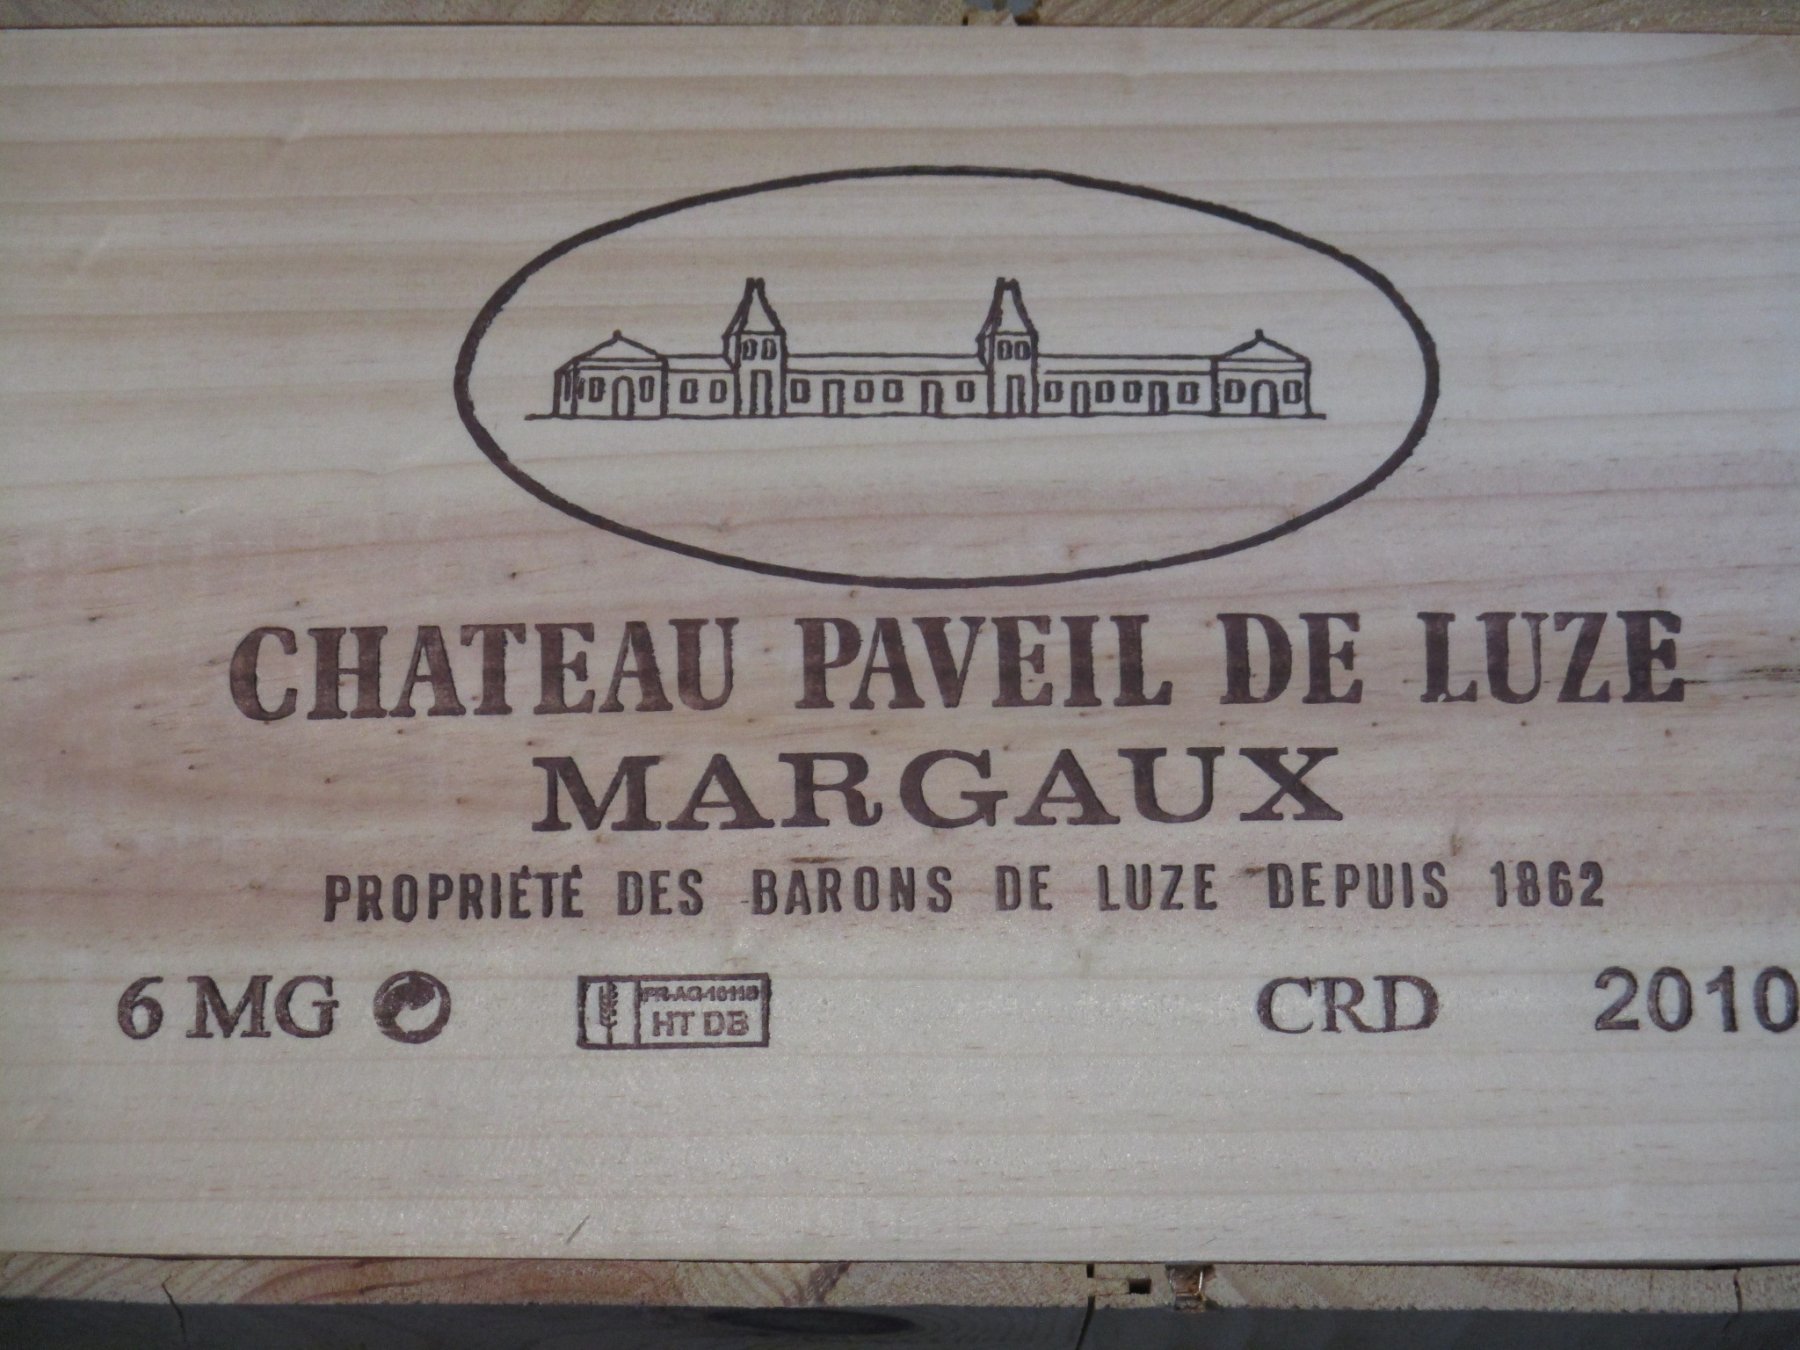 CHATEAU PAVEIL DE LUZE
MARGAUX
PROPRIÉTÉ DES BARONS DE LUZE DEPUIS 1862
6 MG
HT DB
CRD 2010